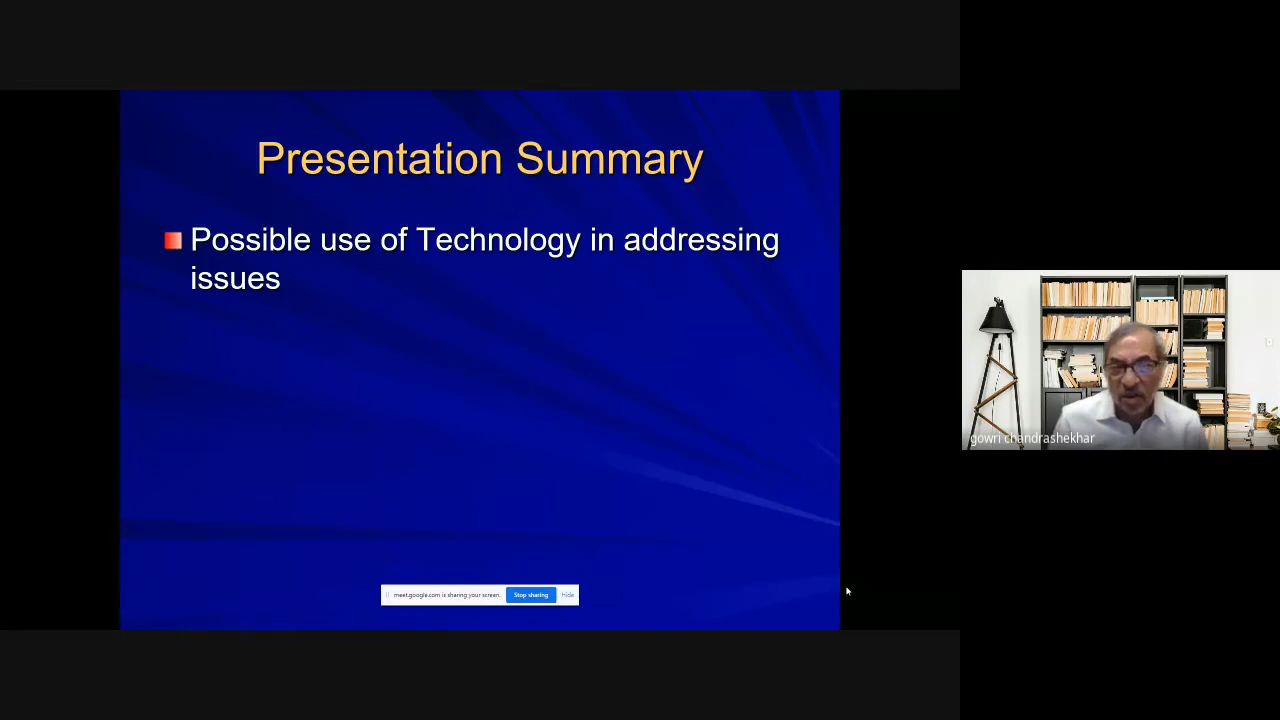 Presentation Summary
Possible use of Technology in addressing
issues
meet.google.com is sharing your screen.
Stop sharing
Hide
gowri chandrashekhar